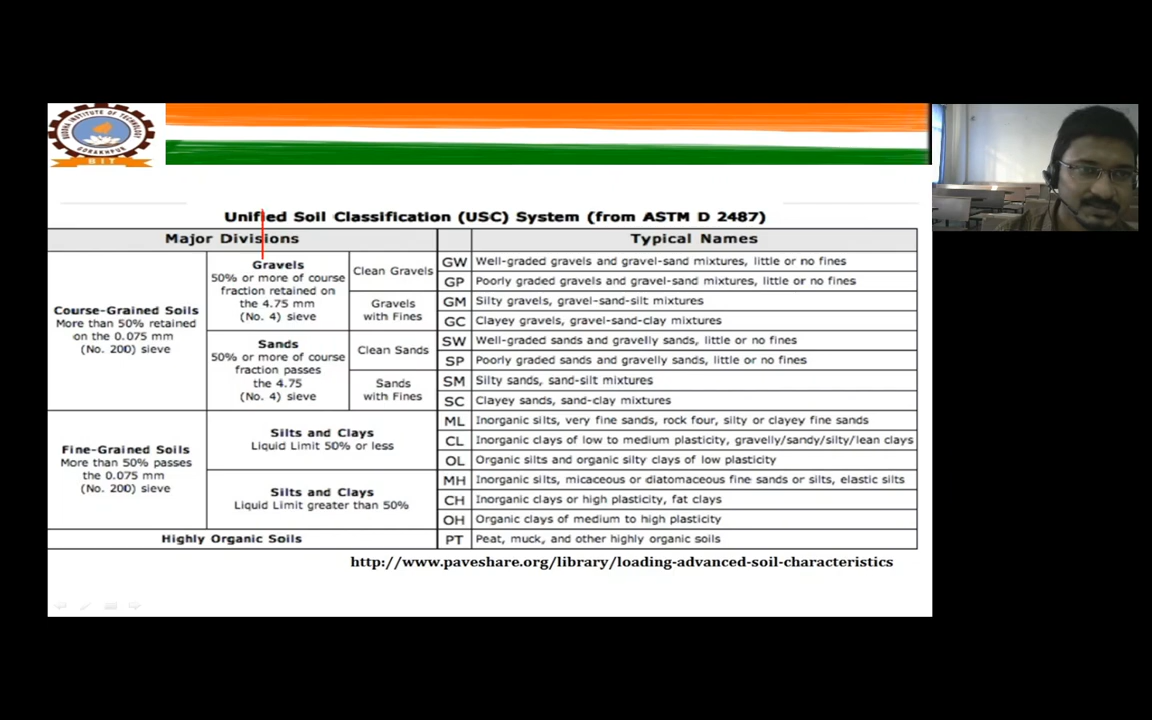 BUDDHA INSTITUTE OF TECHNOLOGY
GORAKHPUR
BIT
Unified Soil Classification (USC) System (from ASTM D 2487)
Major Divisions
Typical Names
Course-Grained Soils
More than 50% retained
on the 0.075 mm
(No. 200) sieve
Gravels
50% or more of course
fraction retained on
the 4.75 mm
(No. 4) sieve
Clean Gravels
GW Well-graded gravels and gravel-sand mixtures, little or no fines
GP Poorly graded gravels and gravel-sand mixtures, little or no fines
Gravels
with Fines
GM Silty gravels, gravel-sand-silt mixtures
GC Clayey gravels, gravel-sand-clay mixtures
Sands
50% or more of course
fraction passes
the 4.75
(No. 4) sieve
Clean Sands
SW Well-graded sands and gravelly sands, little or no fines
SP Poorly graded sands and gravelly sands, little or no fines
Sands
with Fines
SM Silty sands, sand-silt mixtures
SC Clayey sands, sand-clay mixtures
Fine-Grained Soils
More than 50% passes
the 0.075 mm
(No. 200) sieve
Silts and Clays
Liquid Limit 50% or less
ML Inorganic silts, very fine sands, rock four, silty or clayey fine sands
CL Inorganic clays of low to medium plasticity, gravelly/sandy/silty/lean clays
OL Organic silts and organic silty clays of low plasticity
Silts and Clays
Liquid Limit greater than 50%
MH Inorganic silts, micaceous or diatomaceous fine sands or silts, elastic silts
CH Inorganic clays or high plasticity, fat clays
OH Organic clays of medium to high plasticity
Highly Organic Soils
PT Peat, muck, and other highly organic soils
http://www.paveshare.org/library/loading-advanced-soil-characteristics